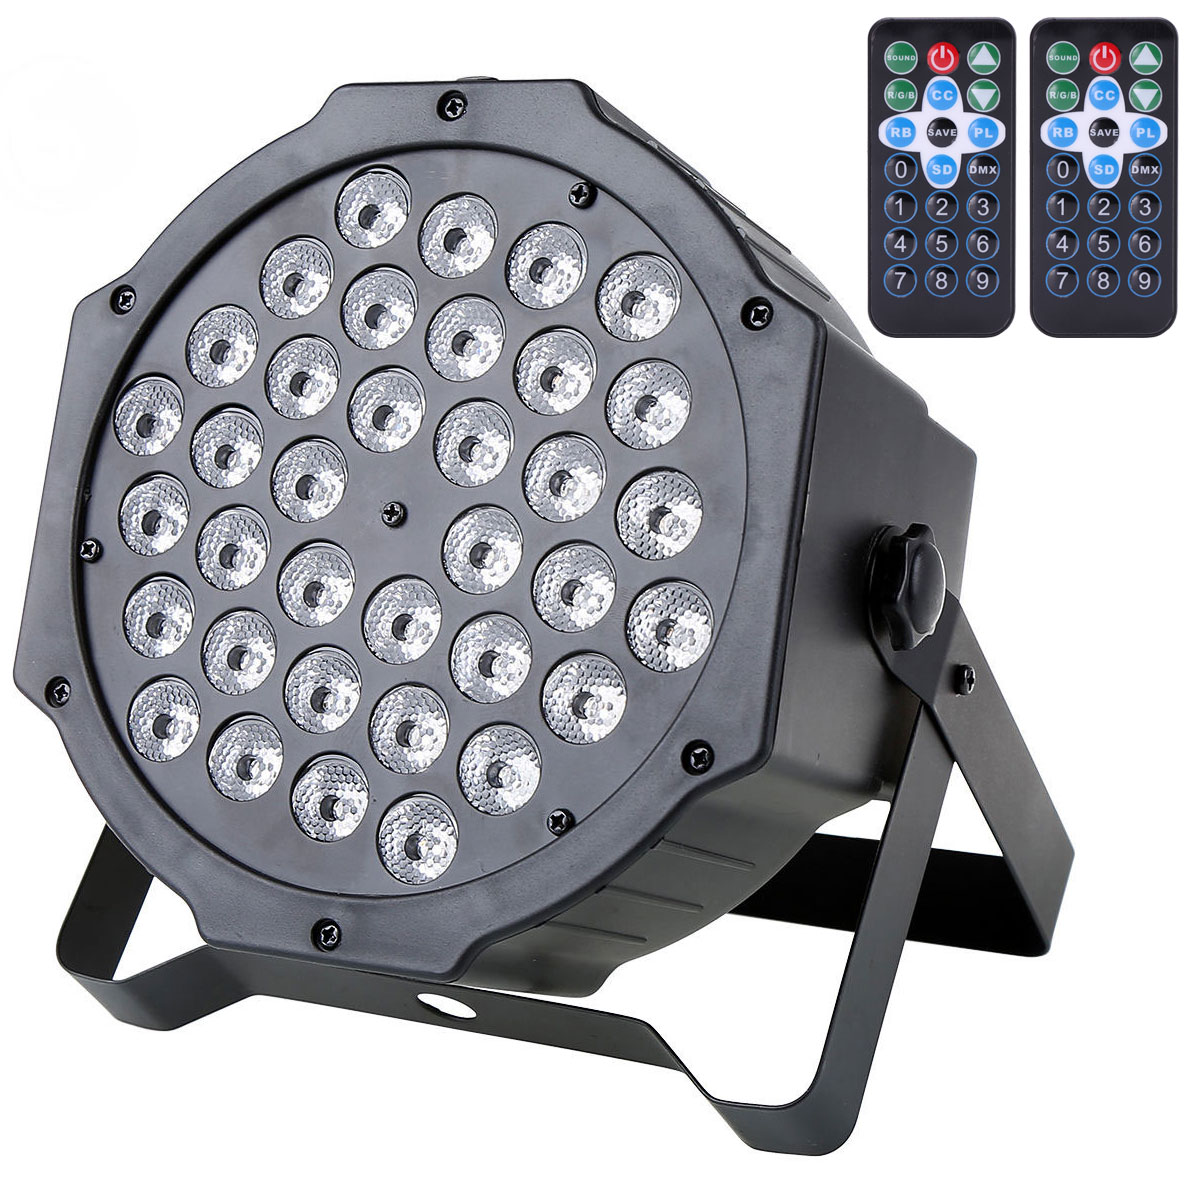 SOUND
R/G/B CC
RB SAVE PL
0 SD DMX
1 2 3
4 5 6
7 8 9
SOUND
R/G/B CC
RB SAVE PL
0 SD DMX
1 2 3
4 5 6
7 8 9